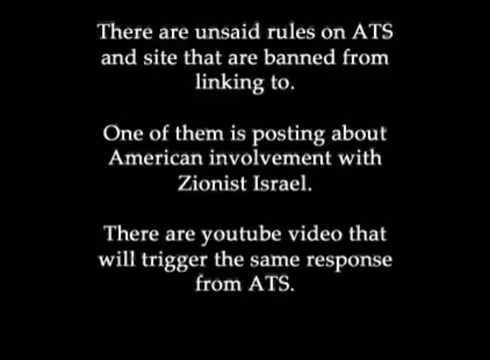 There are unsaid rules on ATS
and site that are banned from
linking to.
One of them is posting about
American involvement with
Zionist Israel.
There are youtube video that
will trigger the same response
from ATS.